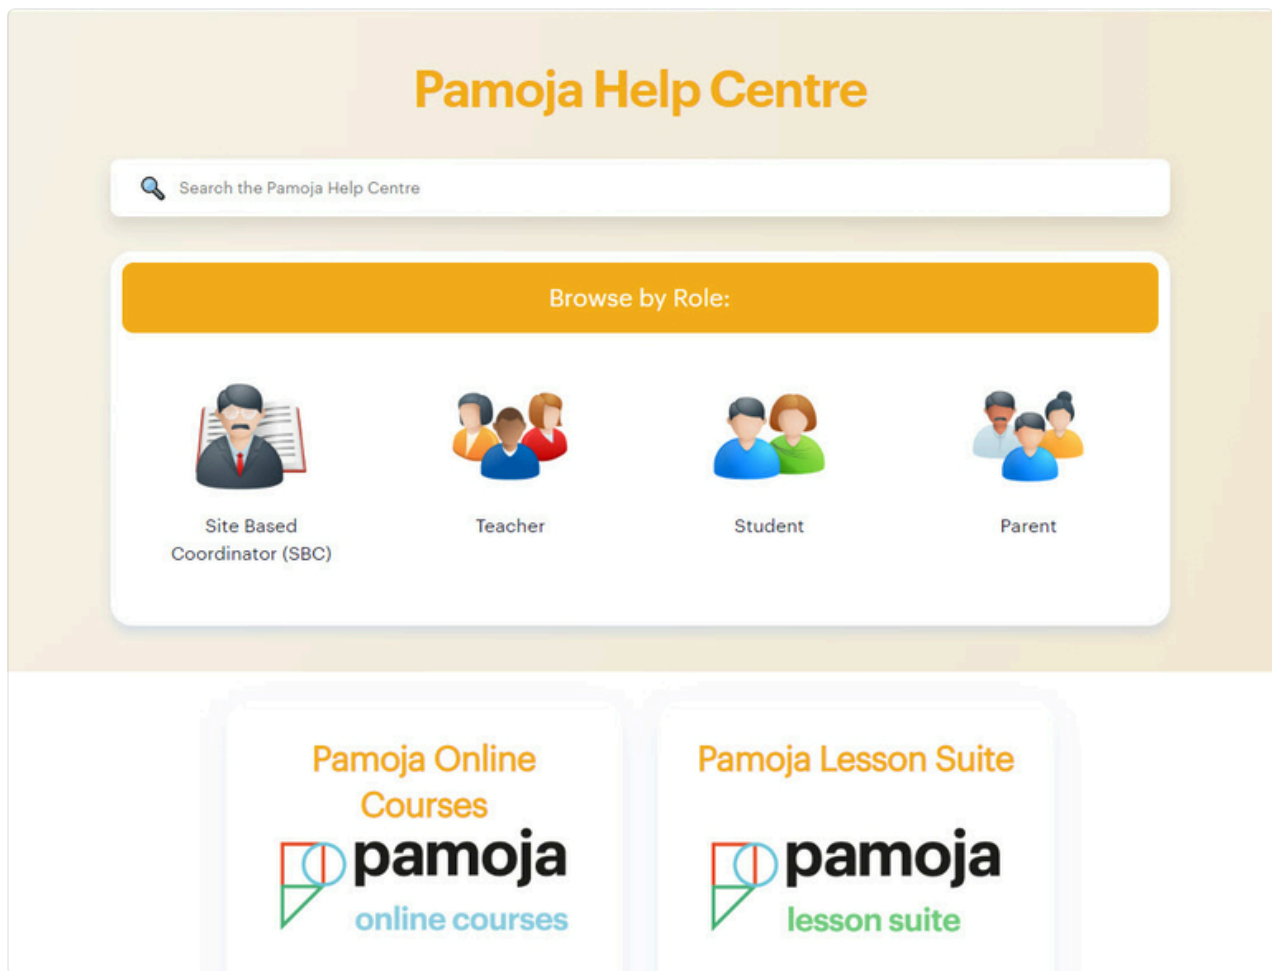 Pamoja Help Centre
Search the Pamoja Help Centre
Browse by Role:
Site Based
Coordinator (SBC)
Teacher
Student
Parent
Pamoja Online
Courses
pamoja
online courses
Pamoja Lesson Suite
pamoja
lesson suite